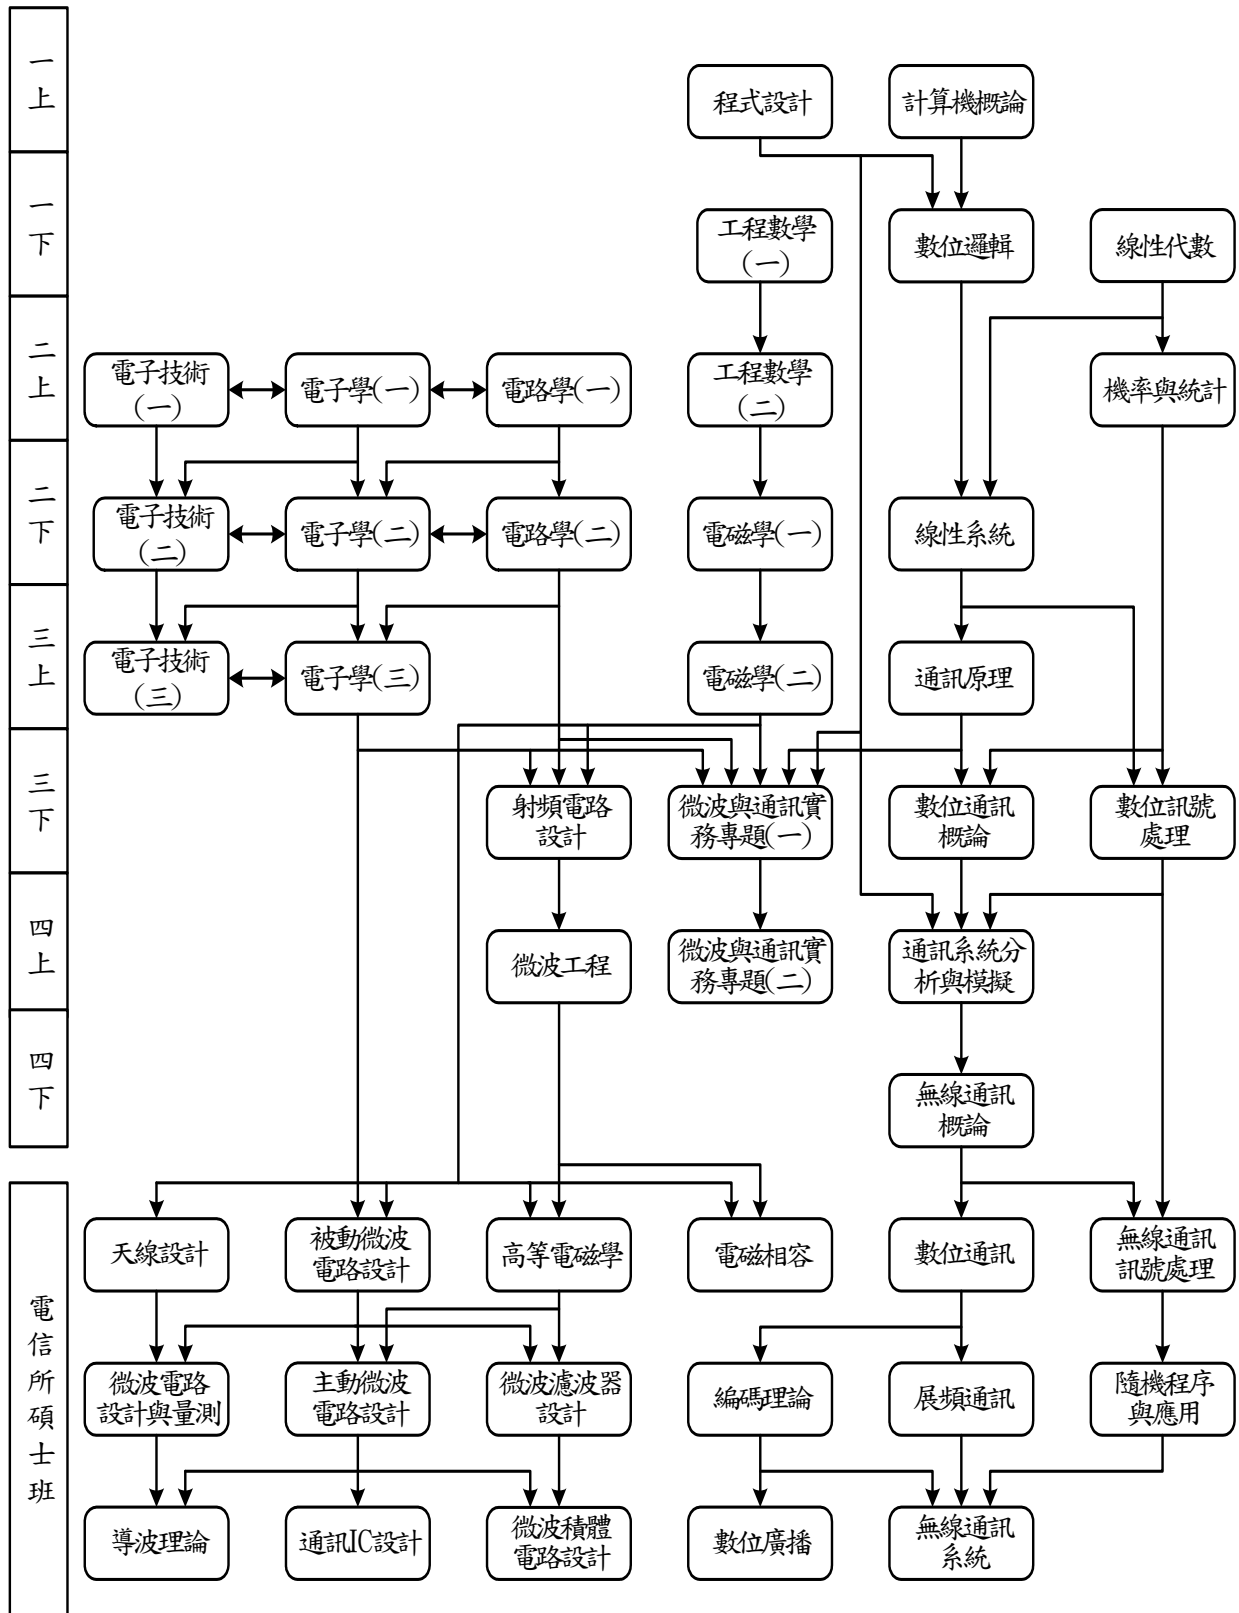 一
上
程式設計
計算機概論
一
下
工程數學
(一)
數位邏輯
線性代數
二
上
電子技術
(一)
電子學(一)
電路學(一)
工程數學
(二)
機率與統計
二
下
電子技術
(二)
電子學(二)
電路學(二)
電磁學(一)
線性系統
三
上
電子技術
(三)
電子學(三)
電磁學(二)
通訊原理
三
下
射頻電路
設計
微波與通訊實
務專題(一)
數位通訊
概論
數位訊號
處理
四
上
微波工程
微波與通訊實
務專題(二)
通訊系統分
析與模擬
四
下
無線通訊
概論
電
信
所
碩
士
班
天線設計
被動微波
電路設計
高等電磁學
電磁相容
數位通訊
無線通訊
訊號處理
微波電路
設計與量測
主動微波
電路設計
微波濾波器
設計
編碼理論
展頻通訊
隨機程序
與應用
導波理論
通訊IC設計
微波積體
電路設計
數位廣播
無線通訊
系統